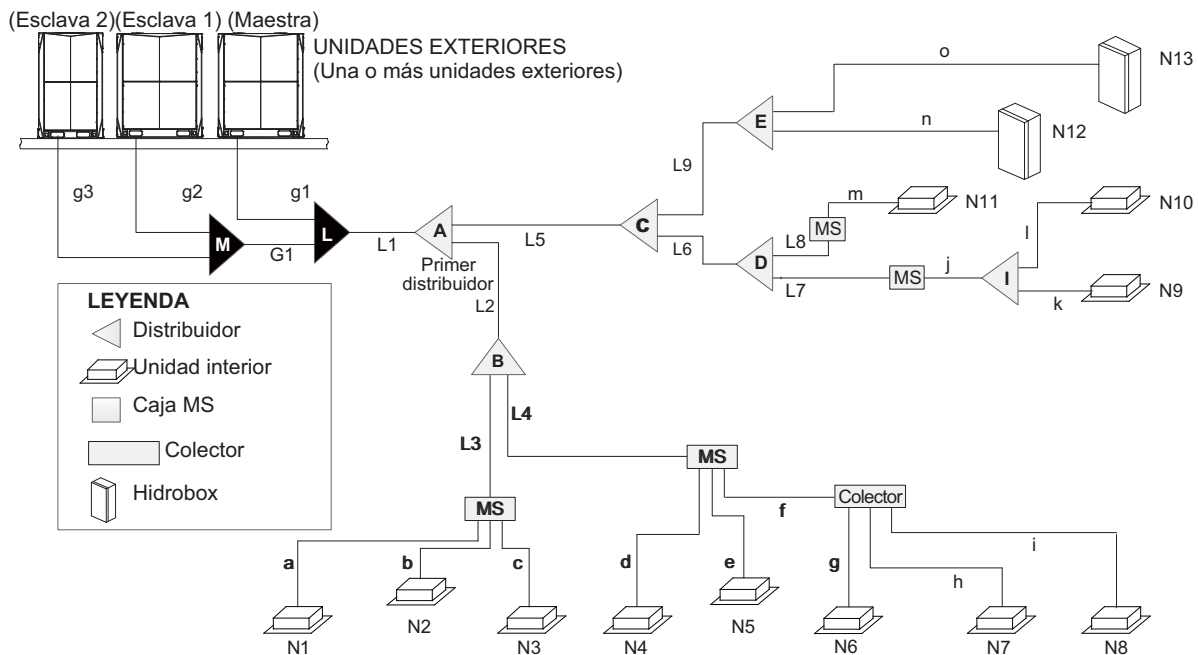 (Esclava 2)(Esclava 1) (Maestra)
UNIDADES EXTERIORES
(Una o más unidades exteriores)
g3
g2
g1
M
L
G1
L1
A
Primer
distribuidor
L2
L5
C
L9
L6
E
o
N13
n
N12
D
L8
MS
m
N11
L7
MS
j
I
l
N10
k
N9
B
L3
L4
MS
a
b
c
N1
N2
N3
MS
d
e
f
N4
N5
Colector
g
h
i
N6
N7
N8
LEYENDA
Distribuidor
Unidad interior
Caja MS
Colector
Hidrobox